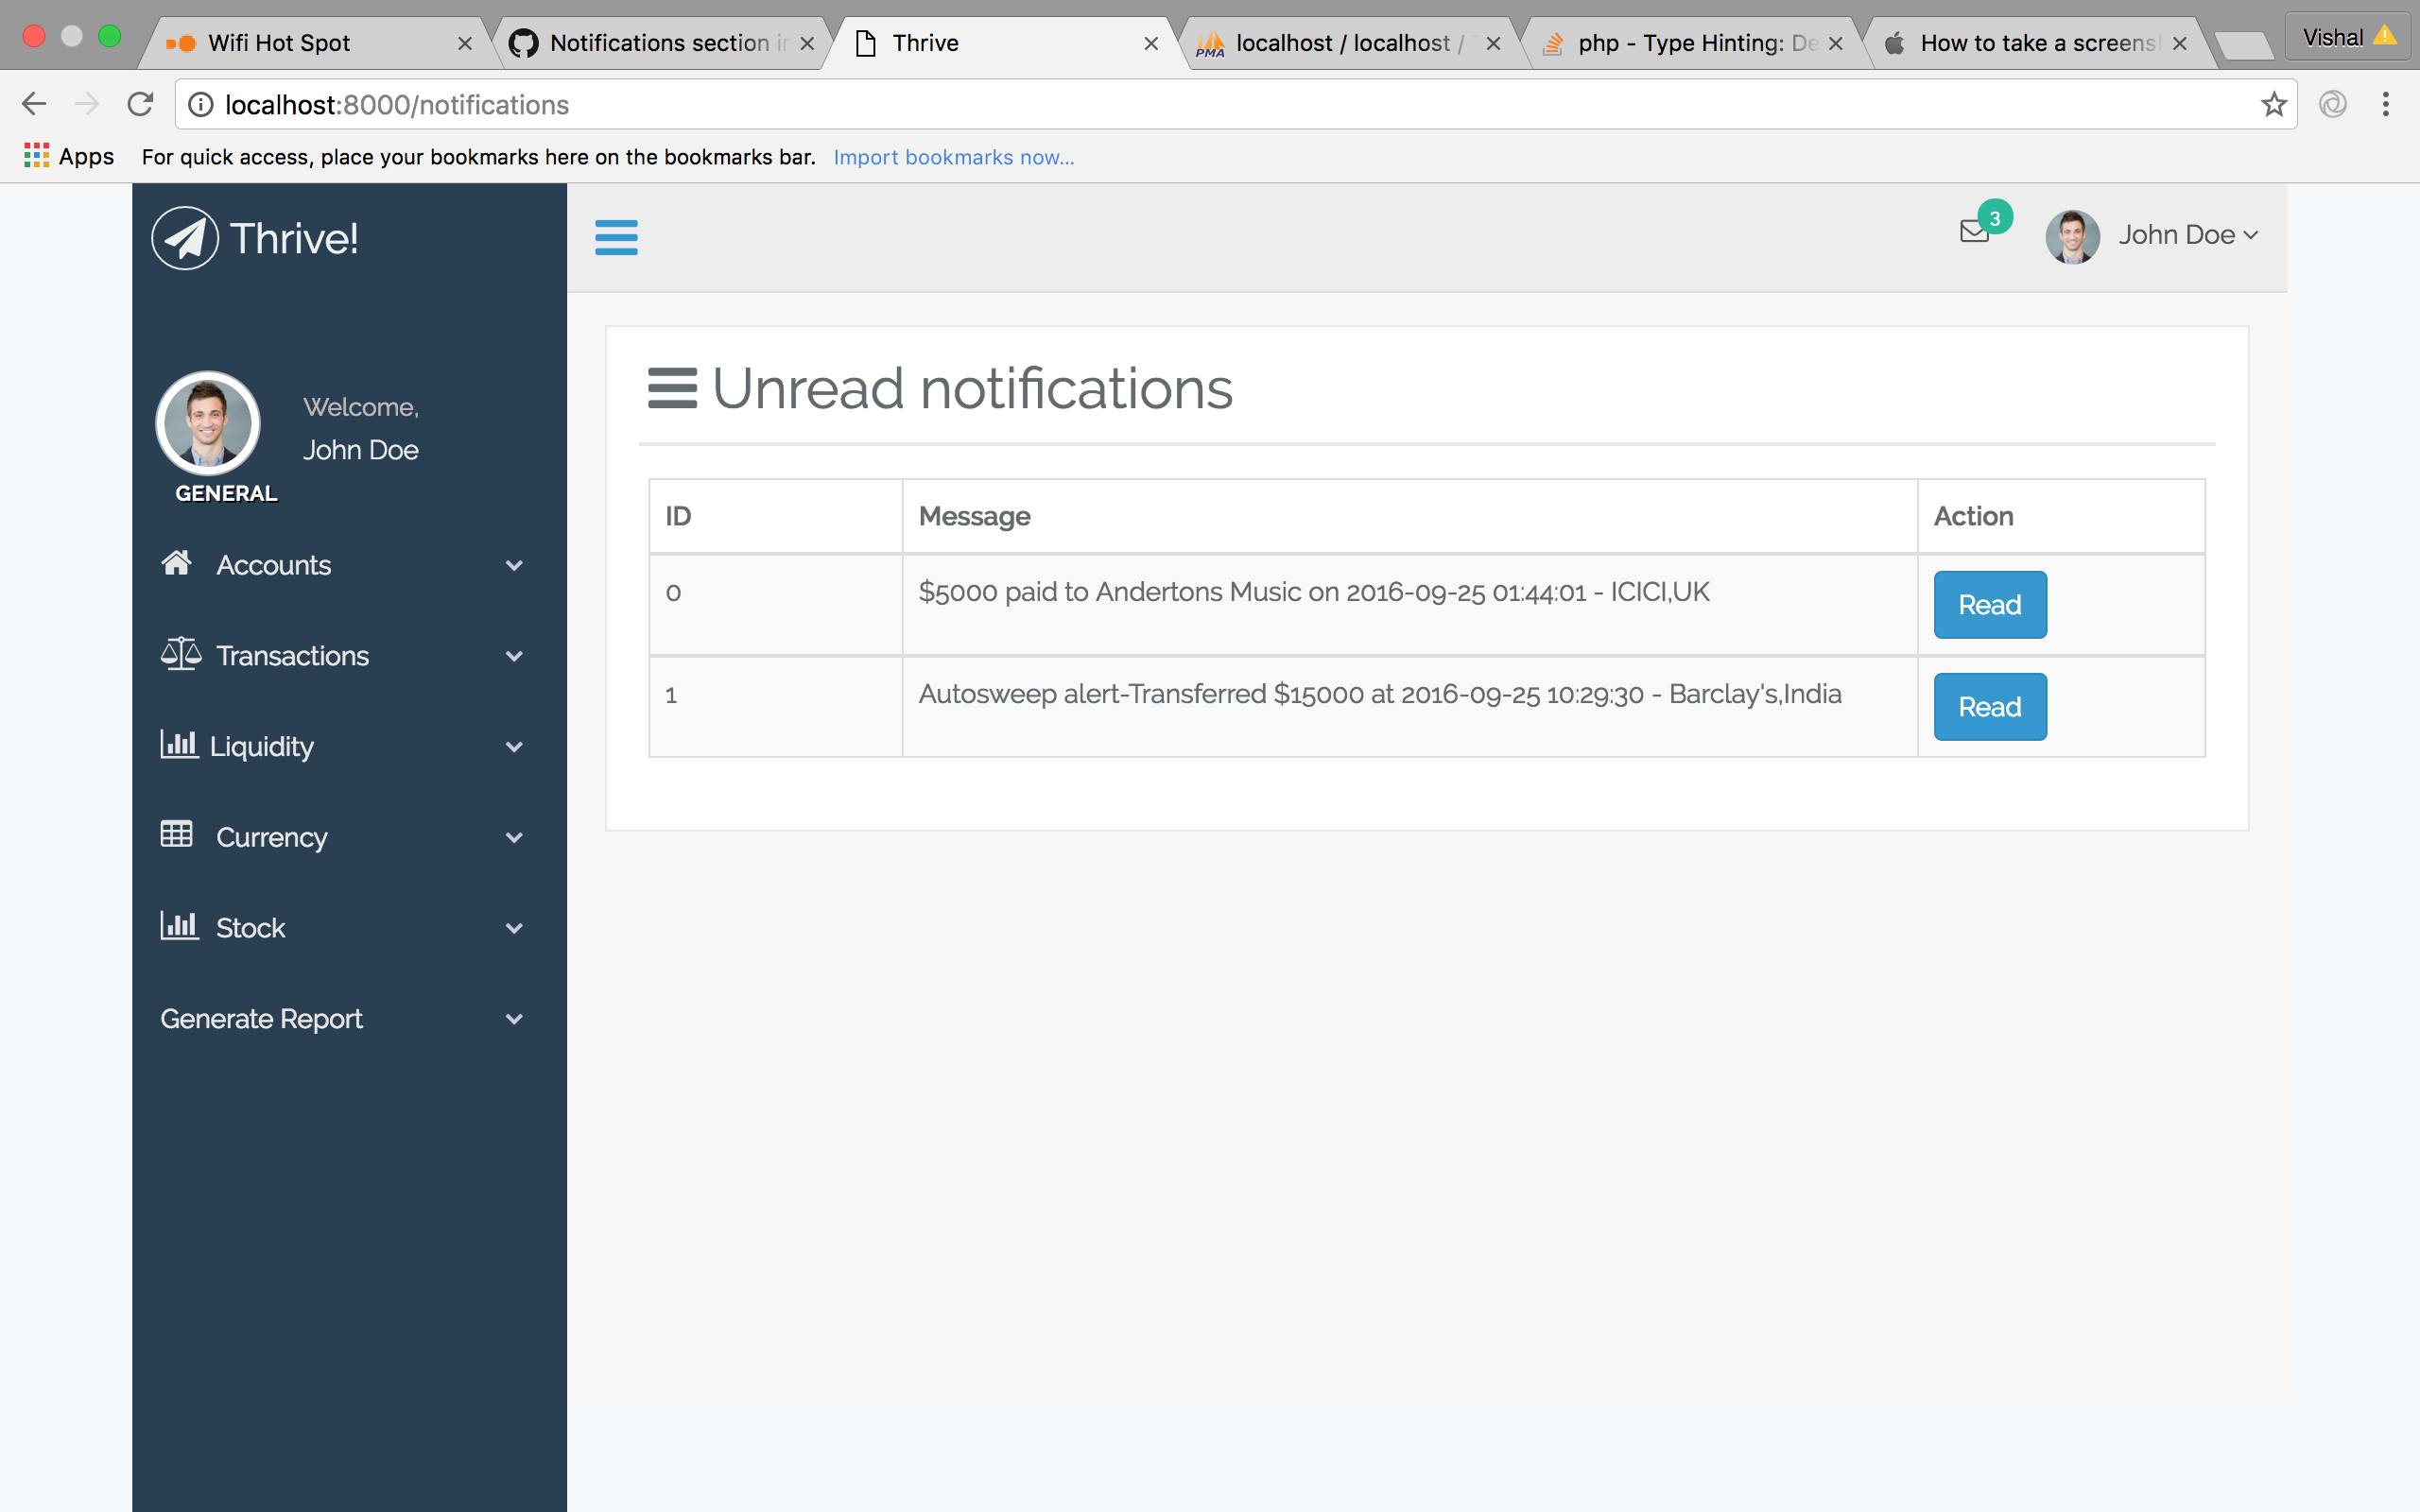 Wifi Hot Spot
Notifications section in
Thrive
localhost / localhost /
php - Type Hinting: De
How to take a screens
Vishal
localhost:8000/notifications
Apps
For quick access, place your bookmarks here on the bookmarks bar. Import bookmarks now...
Thrive!
3
John Doe
Welcome,
John Doe
GENERAL
Accounts
Transactions
Liquidity
Currency
Stock
Generate Report
Unread notifications
ID Message Action
0 $5000 paid to Andertons Music on 2016-09-25 01:44:01 - ICICI,UK Read
1 Autosweep alert-Transferred $15000 at 2016-09-25 10:29:30 - Barclay's,India Read